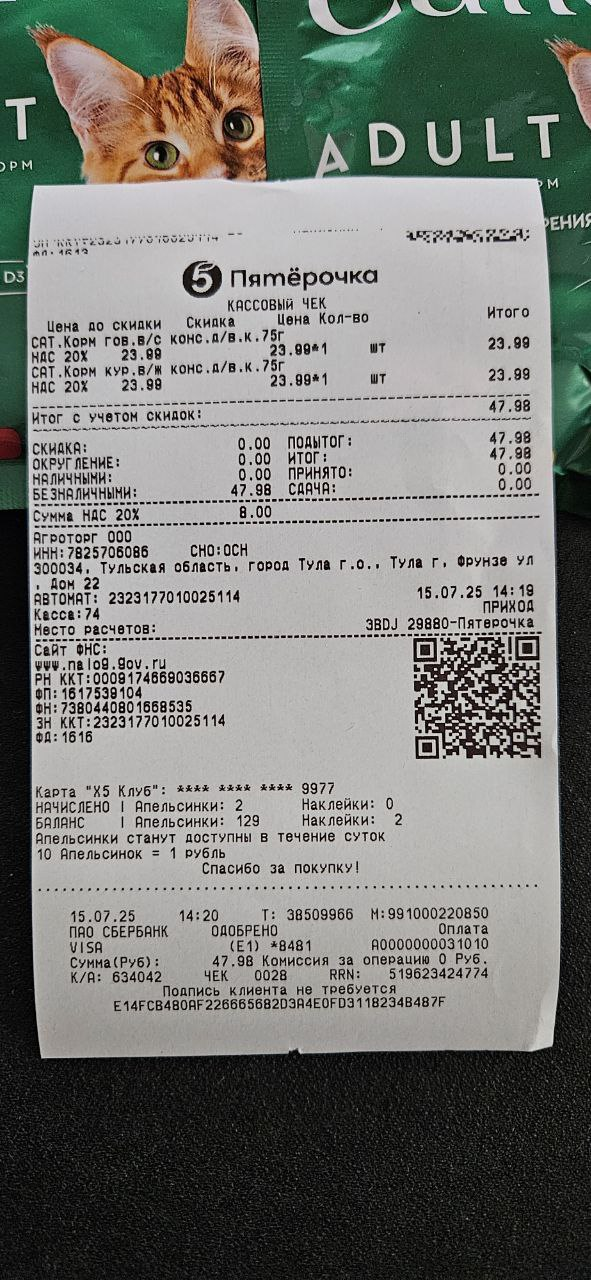 ADULT
D3
ЗН ККТ:2323177010025114
Пятёрочка
КАССОВЫЙ ЧЕК
Цена до скидки Скидка Цена Кол-во Итого
CAT.Корм гов.в/с конс.д/в.к.75г
НДС 20% 23.99 23.99*1 шт 23.99
CAT.Корм кур.в/ж конс.д/в.к.75г
НДС 20% 23.99 23.99*1 шт 23.99
Итог с учетом скидок: 47.98
СКИДКА: 0.00 ПОДЫТОГ: 47.98
ОКРУГЛЕНИЕ: 0.00 ИТОГ: 47.98
НАЛИЧНЫМИ: 0.00 ПРИНЯТО: 0.00
БЕЗНАЛИЧНЫМИ: 47.98 СДАЧА: 0.00
Сумма НДС 20% 8.00
Агроторг ООО
ИНН:7825706086 СНО:ОСН
300034, Тульская область, город Тула г.о., Тула г, Фрунзе ул
, Дом 22
АВТОМАТ: 2323177010025114 15.07.25 14:19
Касса:74 ПРИХОД
Место расчетов: 3BDJ 29880-Пятерочка
Сайт ФНС:
www.nalog.gov.ru
РН ККТ:0009174669036667
ФП:1617539104
ФН:7380440801668535
ЗН ККТ:2323177010025114
ФД:1616
Карта "X5 Клуб": **** **** **** 9977
НАЧИСЛЕНО | Апельсинки: 2 Наклейки: 0
БАЛАНС | Апельсинки: 129 Наклейки: 2
Апельсинки станут доступны в течение суток
10 Апельсинок = 1 рубль
Спасибо за покупку!
15.07.25 14:20 Т: 38509966 М:991000220850
ПАО СБЕРБАНК ОДОБРЕНО Оплата
VISA (E1) *8481 A0000000031010
Сумма(Руб): 47.98 Комиссия за операцию 0 Руб.
К/А: 634042 ЧЕК 0028 RRN: 519623424774
Подпись клиента не требуется
E14FCB480AF226665682D3A4E0FD3118234B487F